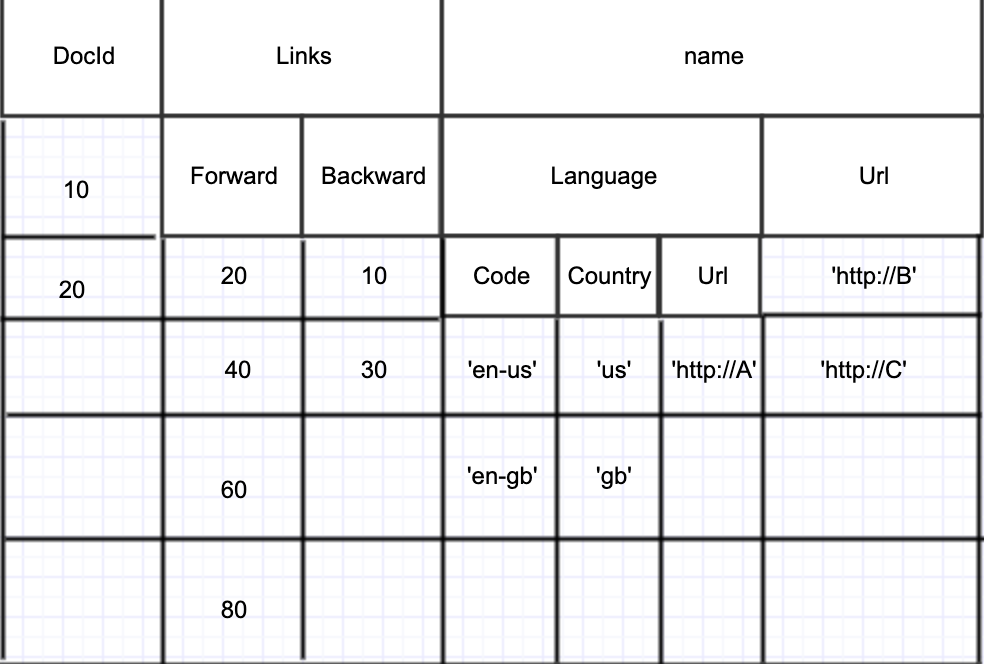 DocId Links name
10 Forward Backward Language Url
20 20 10 Code Country Url 'http://B'
40 30 'en-us' 'us' 'http://A' 'http://C'
60 'en-gb' 'gb'
80